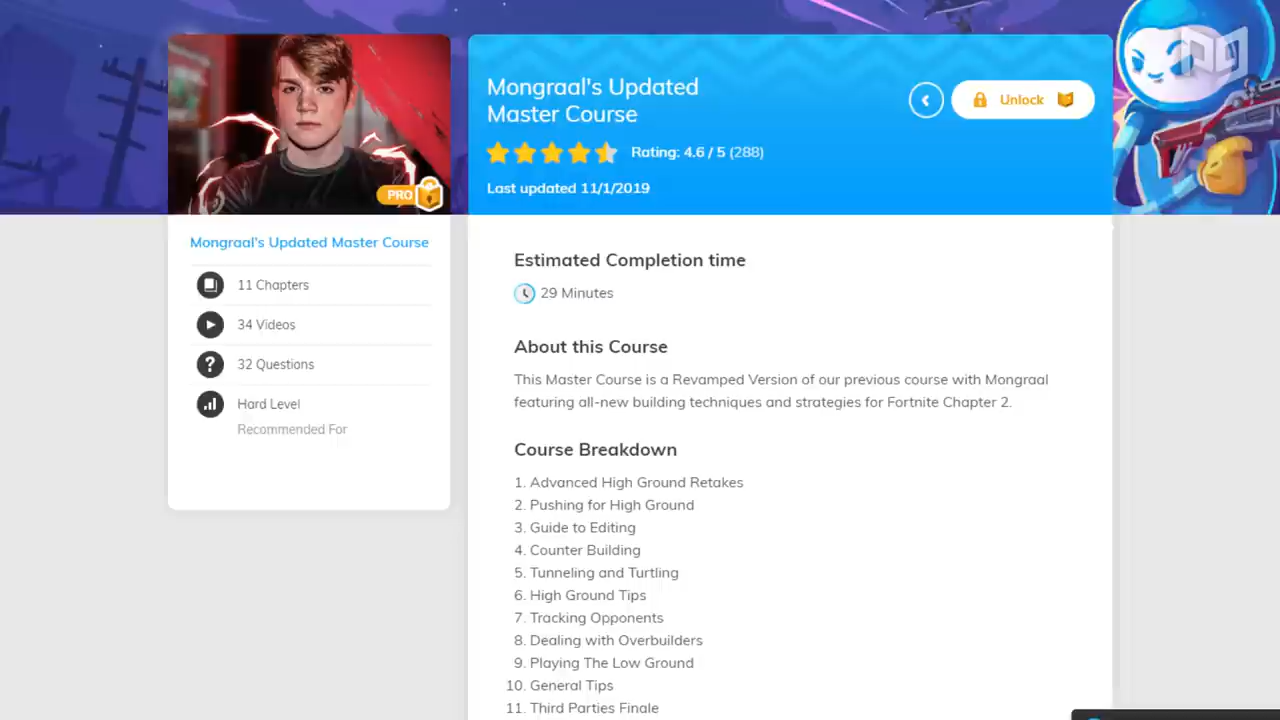 PRO
Mongraal's Updated Master Course
11 Chapters
34 Videos
32 Questions
Hard Level
Recommended For
Mongraal's Updated
Master Course
Rating: 4.6 / 5 (288)
Last updated 11/1/2019
Unlock
Estimated Completion time
29 Minutes
About this Course
This Master Course is a Revamped Version of our previous course with Mongraal
featuring all-new building techniques and strategies for Fortnite Chapter 2.
Course Breakdown
1. Advanced High Ground Retakes
2. Pushing for High Ground
3. Guide to Editing
4. Counter Building
5. Tunneling and Turtling
6. High Ground Tips
7. Tracking Opponents
8. Dealing with Overbuilders
9. Playing The Low Ground
10. General Tips
11. Third Parties Finale